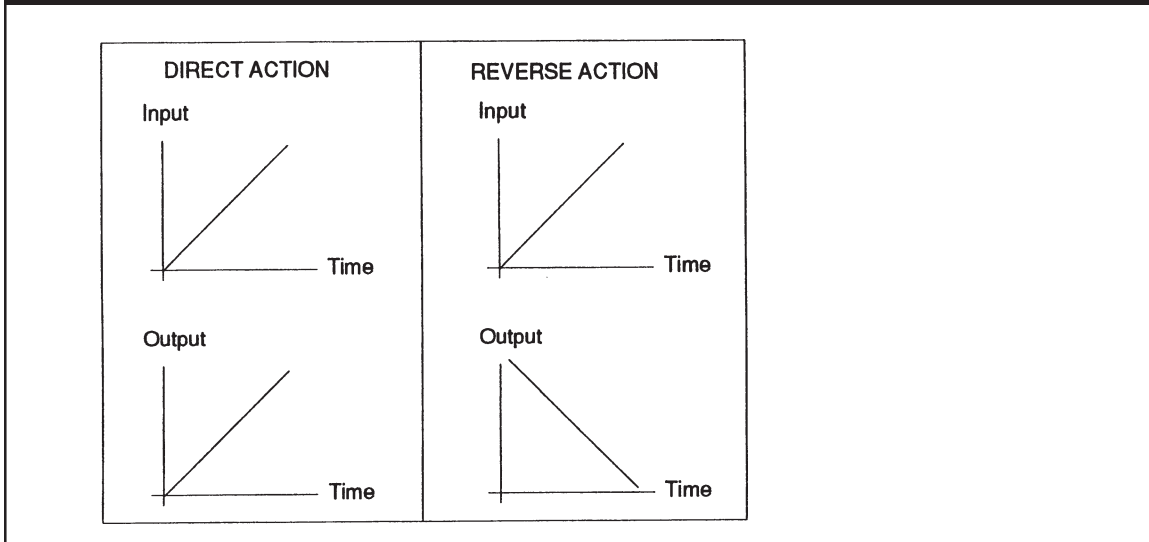 DIRECT ACTION
Input
Time
Output
Time
REVERSE ACTION
Input
Time
Output
Time